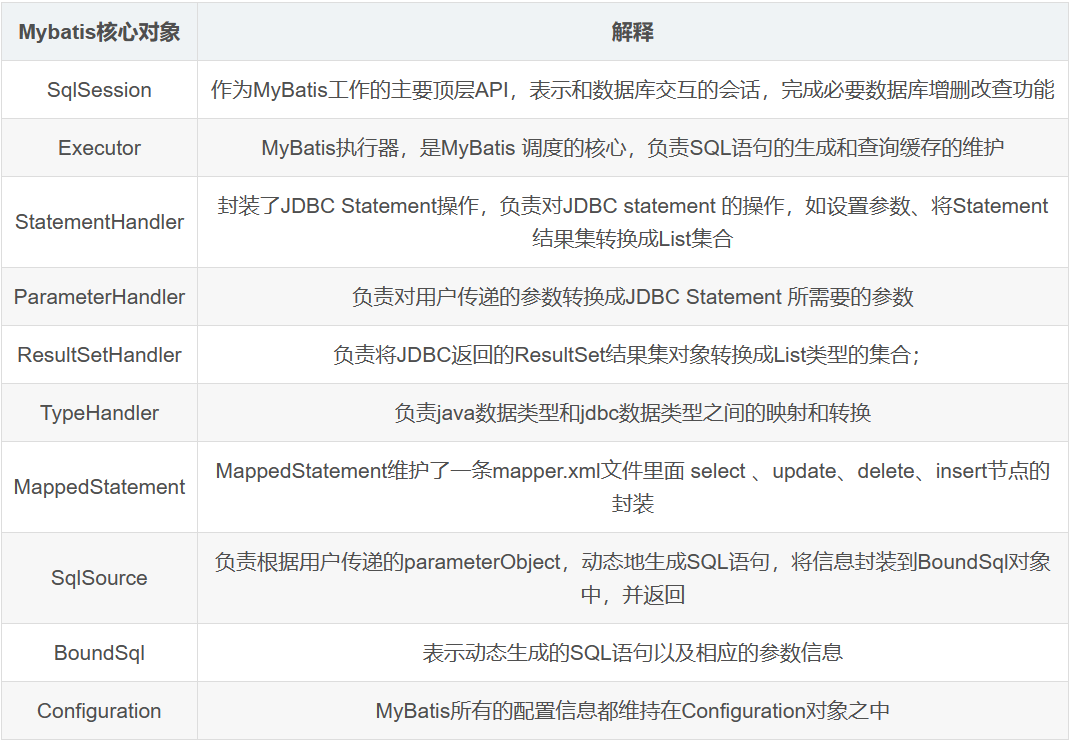 Mybatis核心对象
解释
SqlSession
作为MyBatis工作的主要顶层API，表示和数据库交互的会话，完成必要数据库增删改查功能
Executor
MyBatis执行器，是MyBatis 调度的核心，负责SQL语句的生成和查询缓存的维护
StatementHandler
封装了JDBC Statement操作，负责对JDBC statement 的操作，如设置参数、将Statement
结果集转换成List集合
ParameterHandler
负责对用户传递的参数转换成JDBC Statement 所需要的参数
ResultSetHandler
负责将JDBC返回的ResultSet结果集对象转换成List类型的集合；
TypeHandler
负责java数据类型和jdbc数据类型之间的映射和转换
MappedStatement
MappedStatement维护了一条mapper.xml文件里面 select 、update、delete、insert节点的
封装
SqlSource
负责根据用户传递的parameterObject，动态地生成SQL语句，将信息封装到BoundSql对象
中，并返回
BoundSql
表示动态生成的SQL语句以及相应的参数信息
Configuration
MyBatis所有的配置信息都维持在Configuration对象之中